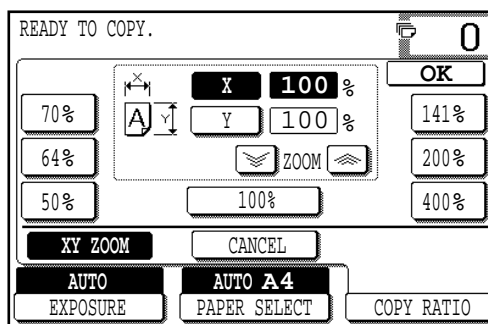 READY TO COPY. 0
OK
X
X 100 %
70% A Y Y 100 % 141%
64% ZOOM 200%
50% 100% 400%
XY ZOOM CANCEL
AUTO AUTO A4
EXPOSURE PAPER SELECT COPY RATIO